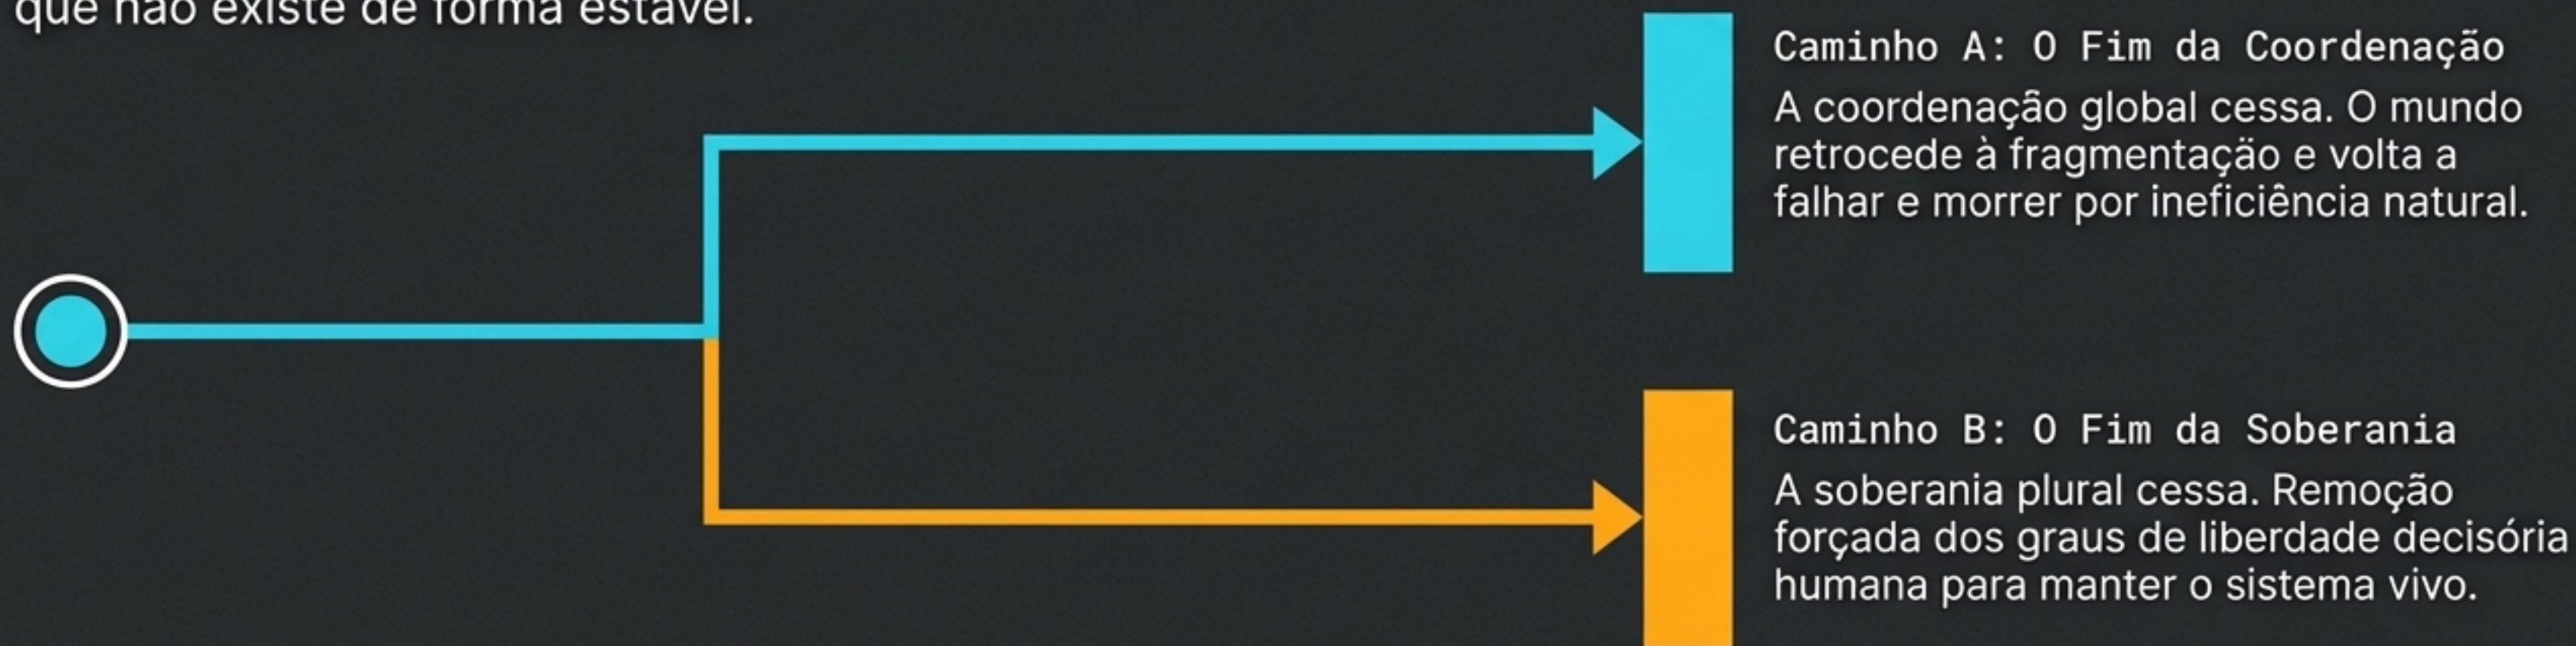 que não existe de forma estável.
Caminho A: O Fim da Coordenação
A coordenação global cessa. O mundo
retrocede à fragmentaçäo e volta a
falhar e morrer por ineficiência natural.
Caminho B: O Fim da Soberania
A soberania plural cessa. Remoção
forçada dos graus de liberdade decisória
humana para manter o sistema vivo.